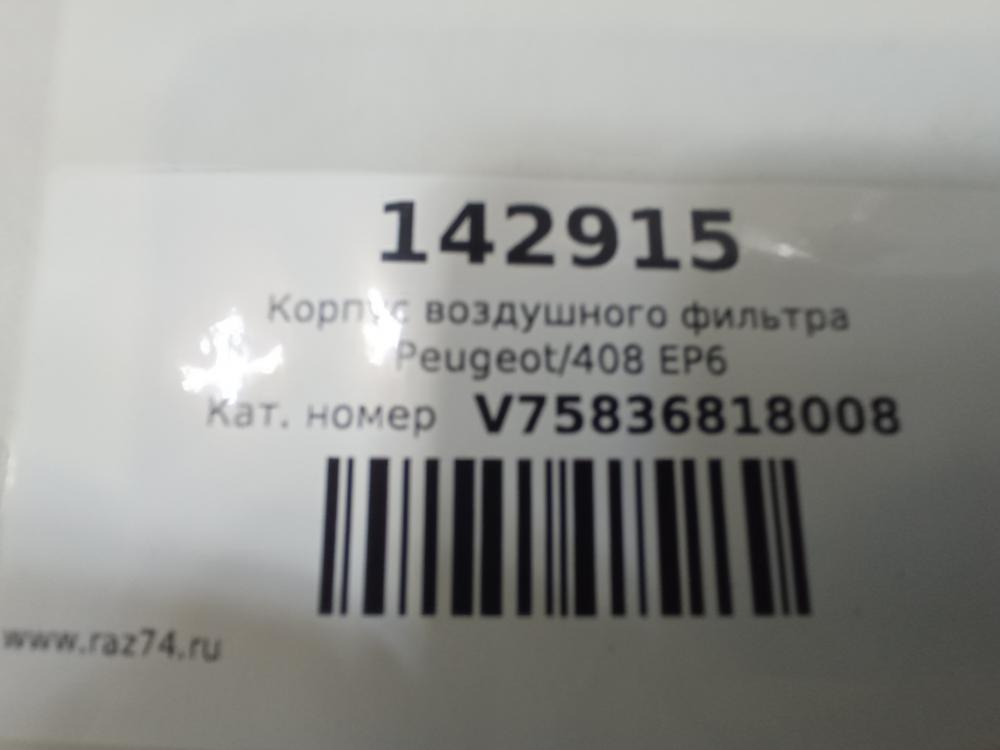 142915
Корпус воздушного фильтра
Peugeot/408 EP6
Кат. номер V75836818008
www.raz74.ru